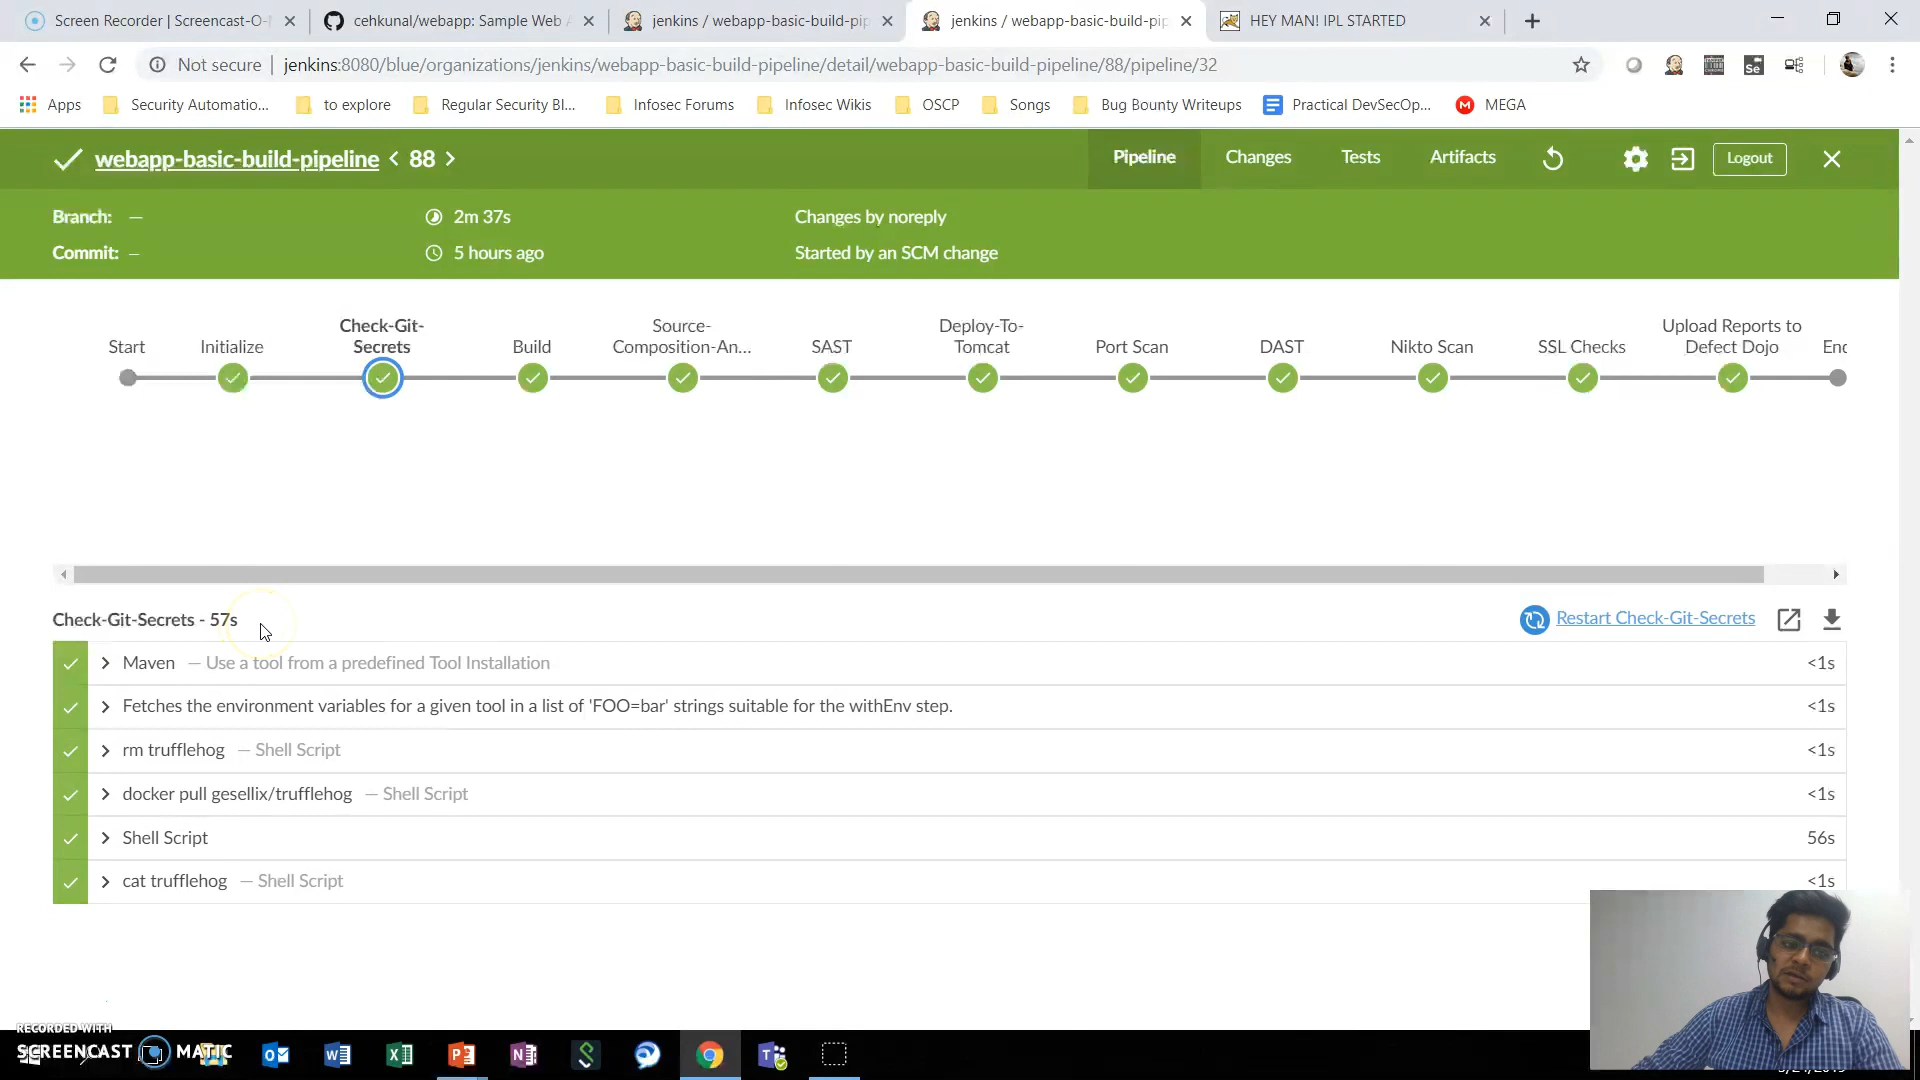 Screen Recorder | Screencast-O-
cehkunal/webapp: Sample Web
jenkins / webapp-basic-build-pip
jenkins / webapp-basic-build-pip
HEY MAN! IPL STARTED
Not secure
jenkins:8080/blue/organizations/jenkins/webapp-basic-build-pipeline/detail/webapp-basic-build-pipeline/88/pipeline/32
Apps
Security Automatio...
to explore
Regular Security Bl...
Infosec Forums
Infosec Wikis
OSCP
Songs
Bug Bounty Writeups
Practical DevSecOp...
MEGA
webapp-basic-build-pipeline < 88 >
Pipeline
Changes
Tests
Artifacts
Logout
Branch: —
2m 37s
Changes by noreply
Commit: –
5 hours ago
Started by an SCM change
Start
Initialize
Check-Git-
Secrets
Build
Source-
Composition-An...
SAST
Deploy-To-
Tomcat
Port Scan
DAST
Nikto Scan
SSL Checks
Upload Reports to
Defect Dojo
Check-Git-Secrets - 57s
Restart Check-Git-Secrets
Maven — Use a tool from a predefined Tool Installation <1s
Fetches the environment variables for a given tool in a list of 'FOO=bar' strings suitable for the withEnv step. <1s
rm trufflehog — Shell Script <1s
docker pull gesellix/trufflehog — Shell Script <1s
Shell Script 56s
cat trufflehog — Shell Script <1s
RECORDED WITH
SCREENCAST MATIC